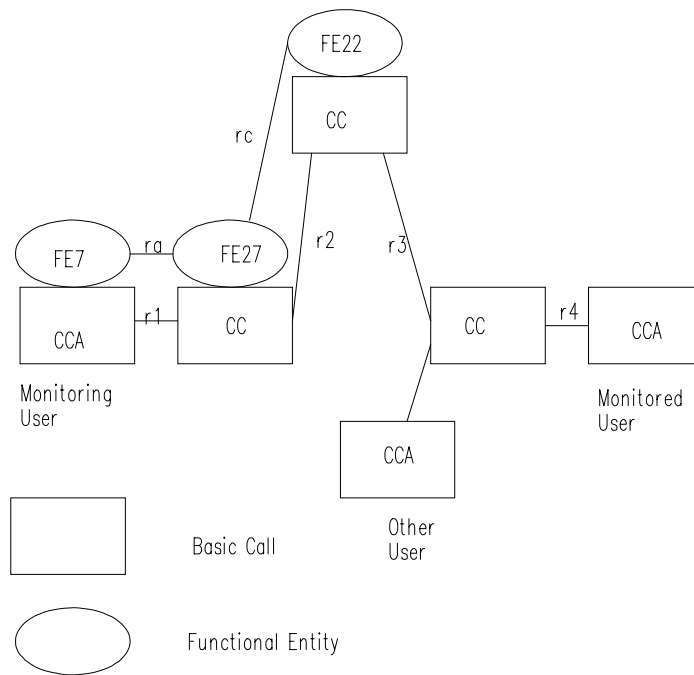 FE22
CC
rc
r2
r3
FE7
ra
FE27
CCA
r1
CC
CC
r4
CCA
Monitoring
User
Monitored
User
CCA
Other
User
Basic Call
Functional Entity